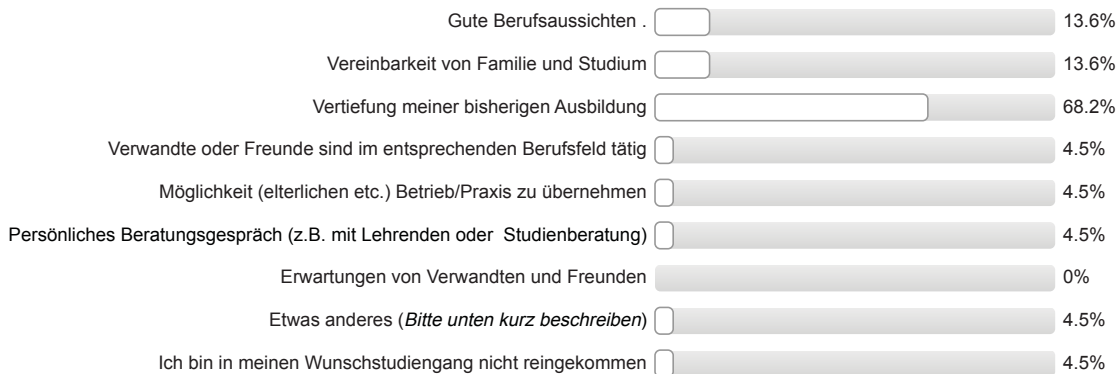 Gute Berufsaussichten . 13.6%
Vereinbarkeit von Familie und Studium 13.6%
Vertiefung meiner bisherigen Ausbildung 68.2%
Verwandte oder Freunde sind im entsprechenden Berufsfeld tätig 4.5%
Möglichkeit (elterlichen etc.) Betrieb/Praxis zu übernehmen 4.5%
Persönliches Beratungsgespräch (z.B. mit Lehrenden oder Studienberatung) 4.5%
Erwartungen von Verwandten und Freunden 0%
Etwas anderes (Bitte unten kurz beschreiben) 4.5%
Ich bin in meinen Wunschstudiengang nicht reingekommen 4.5%